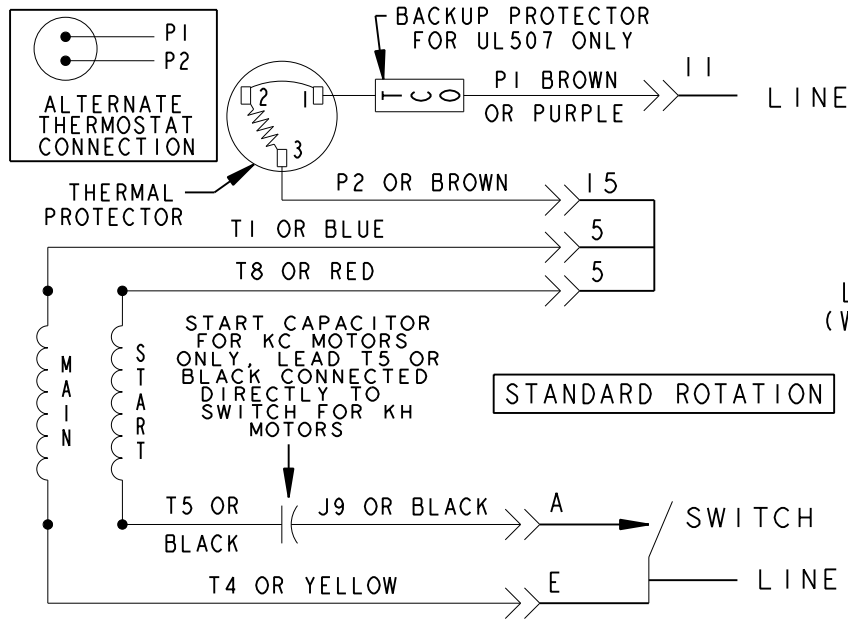 P1
P2
ALTERNATE
THERMOSTAT
CONNECTION
BACKUP PROTECTOR
FOR UL507 ONLY
2
1
3
TCO
P1 BROWN
OR PURPLE
11
LINE
THERMAL
PROTECTOR
P2 OR BROWN
15
T1 OR BLUE
5
T8 OR RED
5
L
(W
START CAPACITOR
FOR KC MOTORS
ONLY, LEAD T5 OR
BLACK CONNECTED
DIRECTLY TO
SWITCH FOR KH
MOTORS
MAIN
START
STANDARD ROTATION
T5 OR
BLACK
J9 OR BLACK
A
SWITCH
T4 OR YELLOW
E
LINE